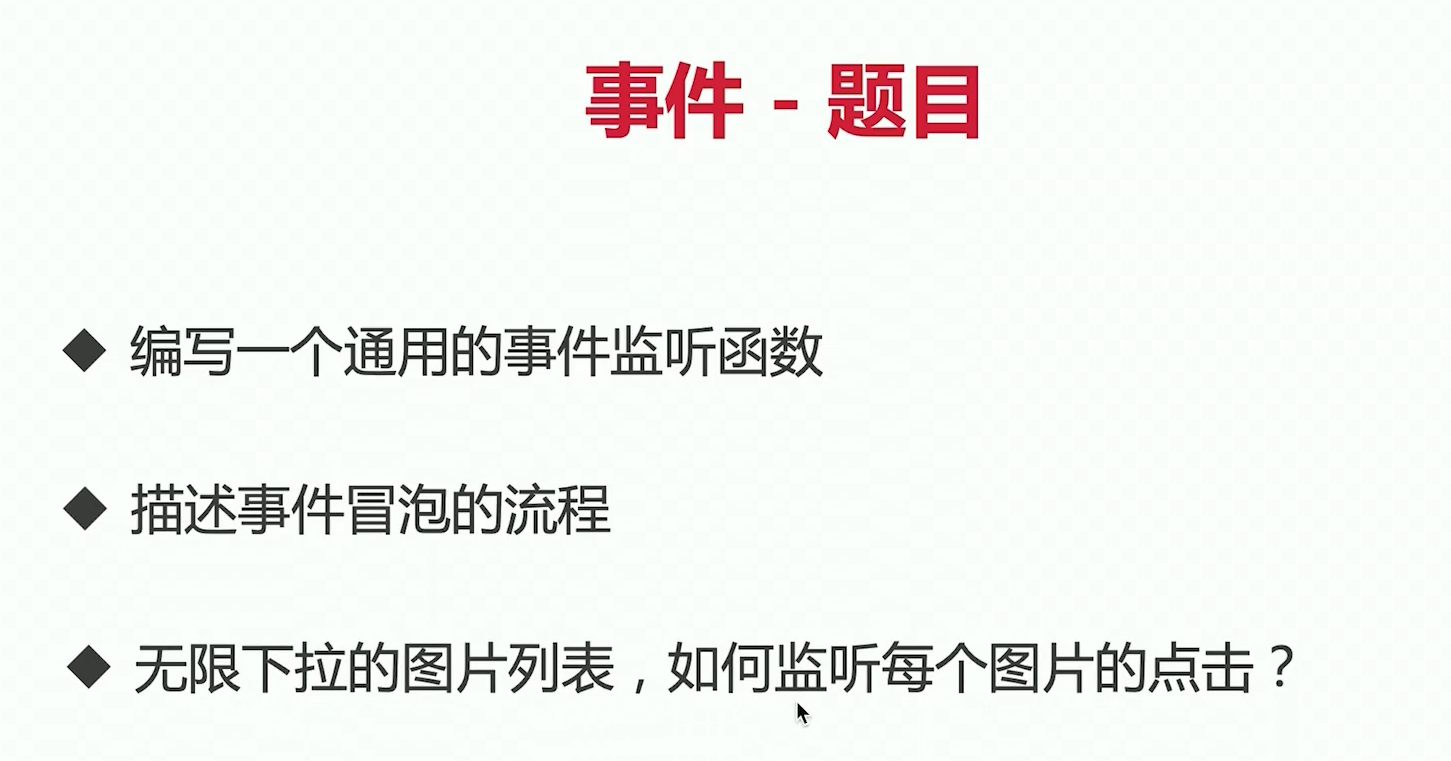 事件 - 题目
◆ 编写一个通用的事件监听函数
◆ 描述事件冒泡的流程
◆ 无限下拉的图片列表，如何监听每个图片的点击？